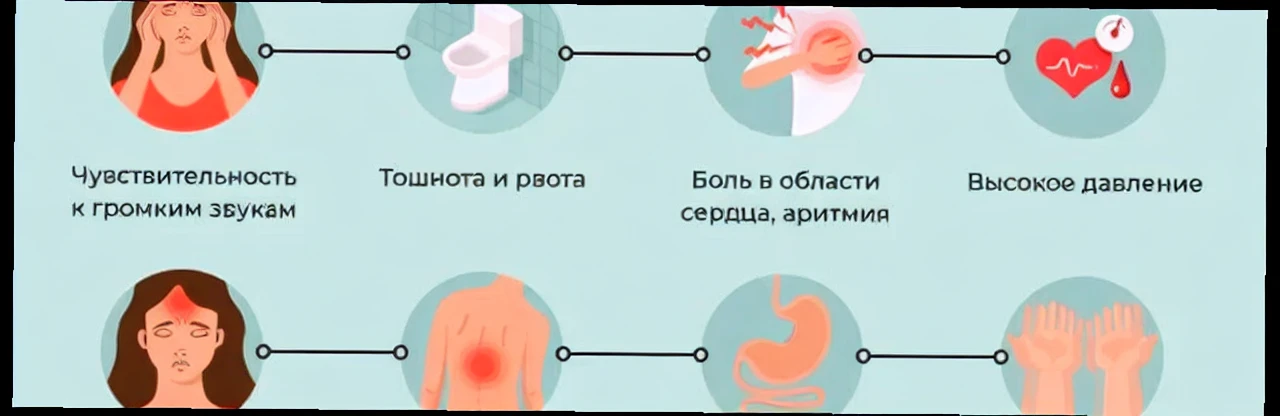 Чувствительность
к громким звукам
Тошнота и рвота
Боль в области
сердца, аритмия
Высокое давление